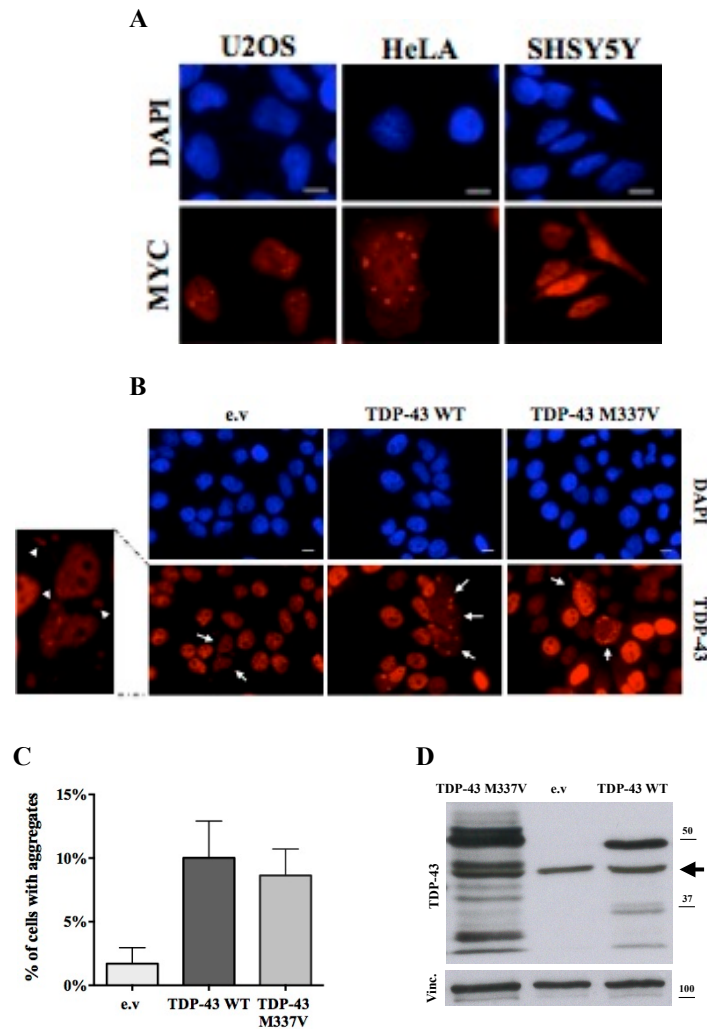 A
U2OS HeLA SHSY5Y
DAPI
MYC
B
e.v TDP-43 WT TDP-43 M337V
DAPI
TDP-43
C
% of cells with aggregates
15%
10%
5%
0%
e.v TDP-43 WT TDP-43
M337V
D
TDP-43 M337V e.v TDP-43 WT
TDP-43
50
37
Vinc.
100